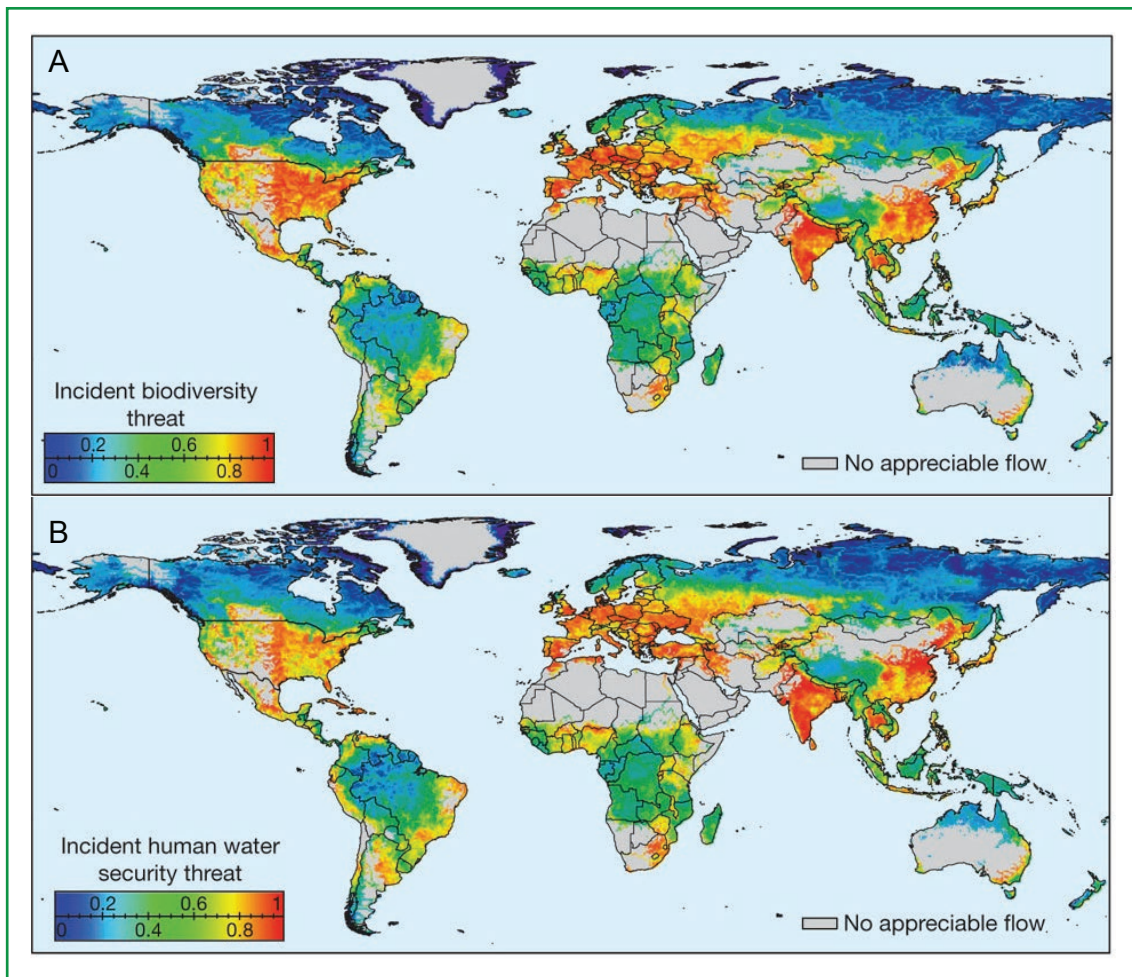 A
Incident biodiversity
threat
0.2 0.6 1
0 0.4 0.8
No appreciable flow
B
Incident human water
security threat
0.2 0.6 1
0 0.4 0.8
No appreciable flow